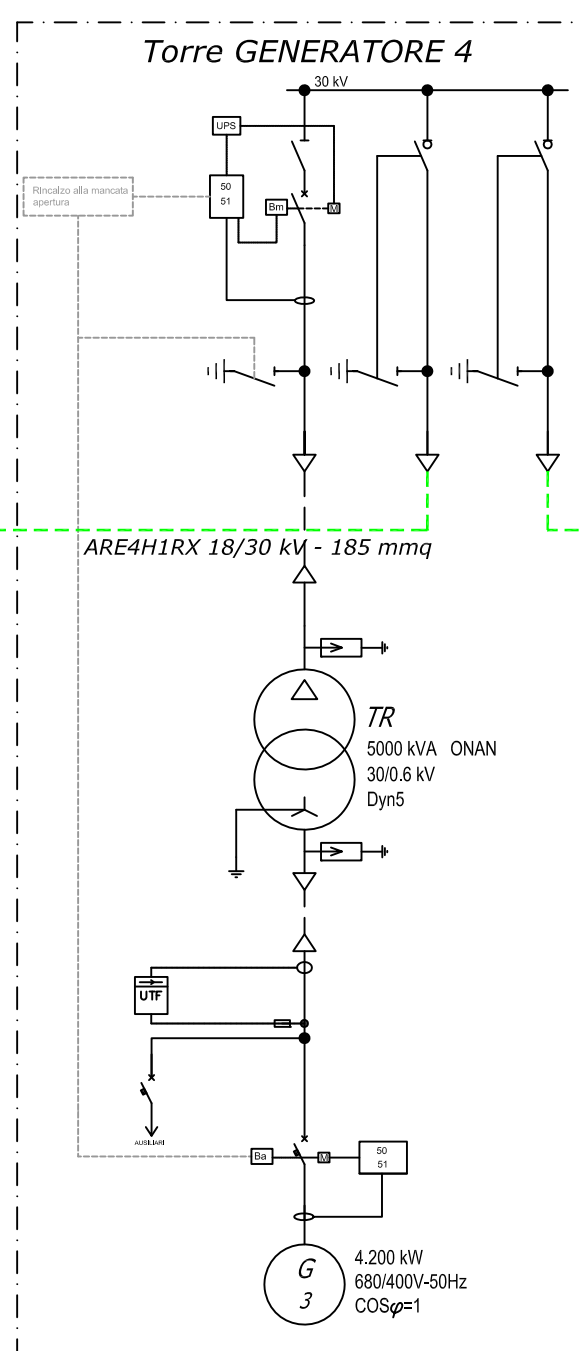 Torre GENERATORE 4
30 kV
UPS
50
51
RIncalzo alla mancata
apertura
Bm
M
ARE4H1RX 18/30 kV - 185 mmq
TR
5000 kVA ONAN
30/0.6 kV
Dyn5
UTF
AUSILIARI
Ba
M
50
51
G
3
4.200 kW
680/400V-50Hz
COSφ=1